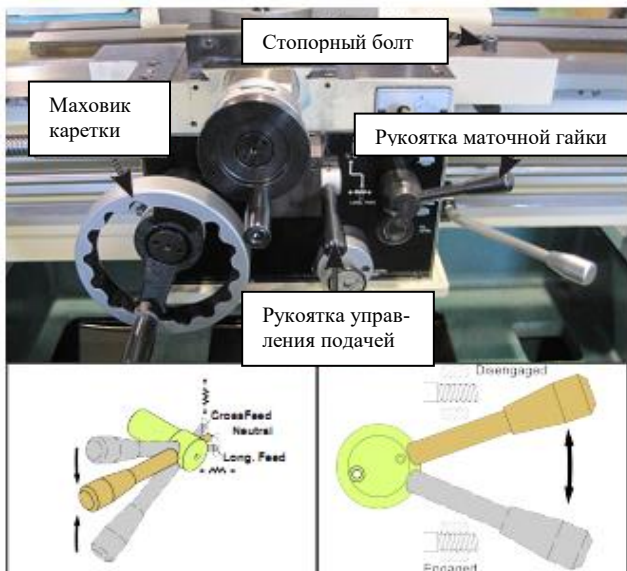 Стопорный болт
Маховик
каретки
Рукоятка маточной гайки
Рукоятка управ-
ления подачей
CrossFeed
Neutral
Long. Feed
Disengaged
Engaged